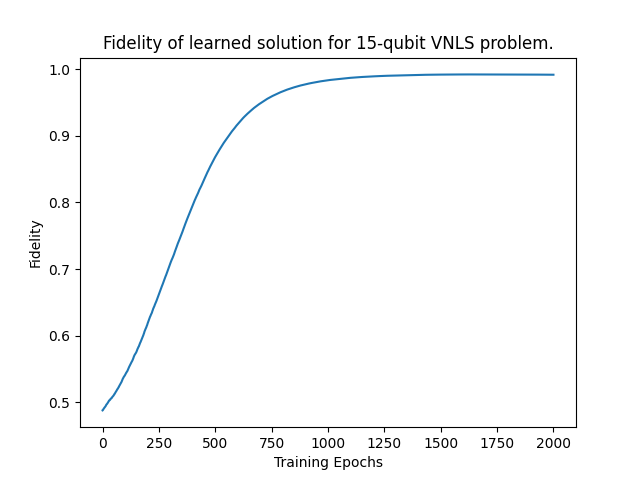 Fidelity of learned solution for 15-qubit VNLS problem.
1.0
0.9
0.8
0.7
0.6
0.5
Fidelity
0 250 500 750 1000 1250 1500 1750 2000
Training Epochs